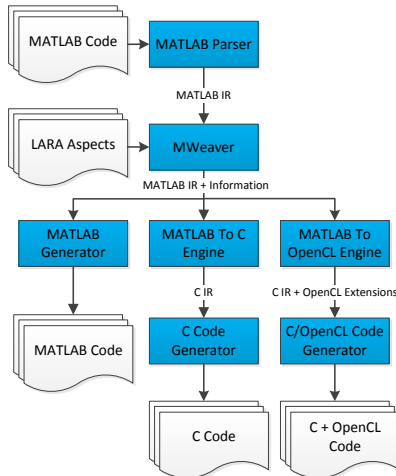 MATLAB Code
MATLAB Parser
MATLAB IR
LARA Aspects
MWeaver
MATLAB IR + Information
MATLAB
Generator
MATLAB To C
Engine
MATLAB To
OpenCL Engine
C IR
C IR + OpenCL Extensions
MATLAB Code
C Code
Generator
C/OpenCL Code
Generator
C Code
C + OpenCL
Code